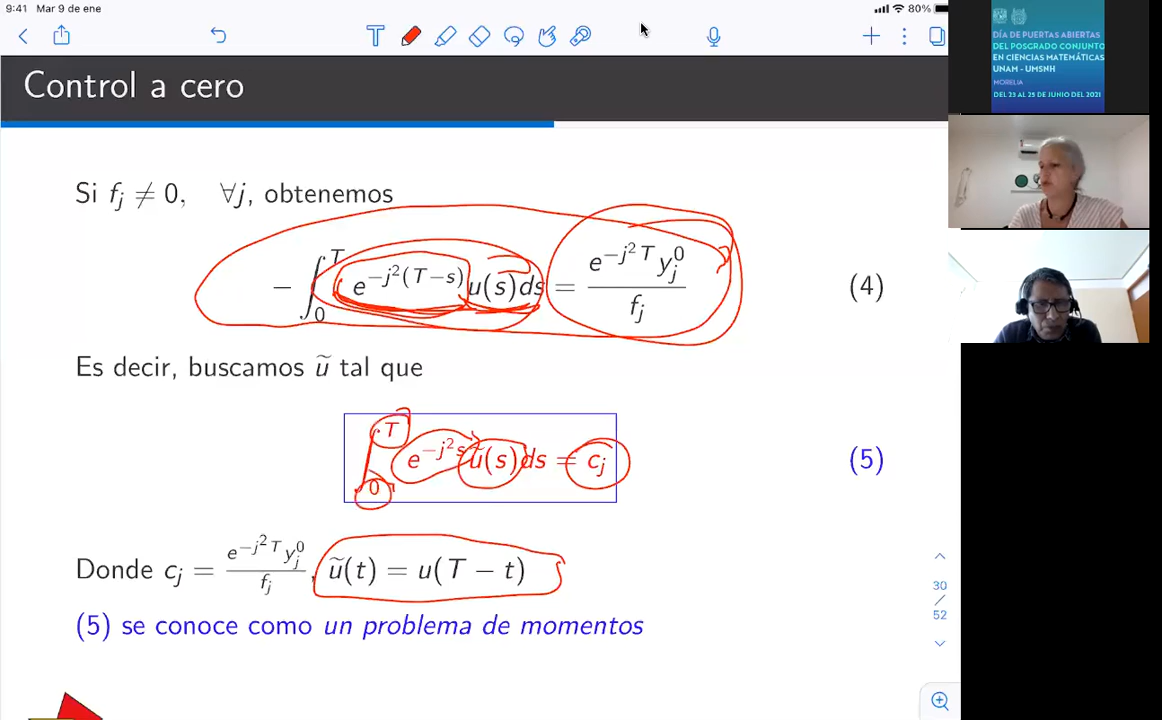 9:41 Mar 9 de ene
80%
Control a cero
Si f_j ≠ 0, ∀j, obtenemos
− ∫_0^T e^{−j²(T−s)} u(s)ds = \frac{e^{−j²T} y_j^0}{f_j} (4)
Es decir, buscamos ũ tal que
∫_0^T e^{−j²s} ũ(s)ds = c_j (5)
Donde c_j = \frac{e^{−j²T} y_j^0}{f_j}, ũ(t) = u(T − t)
(5) se conoce como un problema de momentos
30
/
52
DÍA DE PUERTAS ABIERTAS
DEL POSGRADO CONJUNTO
EN CIENCIAS MATEMÁTICAS
UNAM - UMSNH
MORELIA
DEL 23 AL 25 DE JUNIO DEL 2021